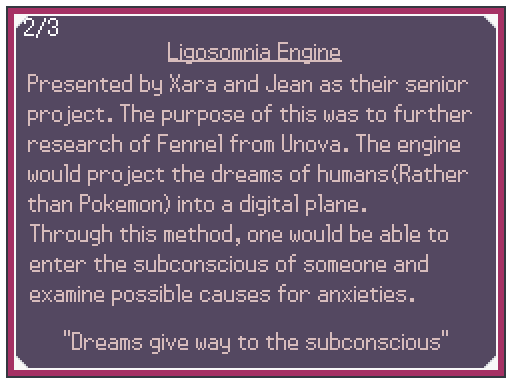 2/3
Ligosomnia Engine
Presented by Xara and Jean as their senior
project. The purpose of this was to further
research of Fennel from Unova. The engine
would project the dreams of humans(Rather
than Pokemon) into a digital plane.
Through this method, one would be able to
enter the subconscious of someone and
examine possible causes for anxieties.
"Dreams give way to the subconscious"